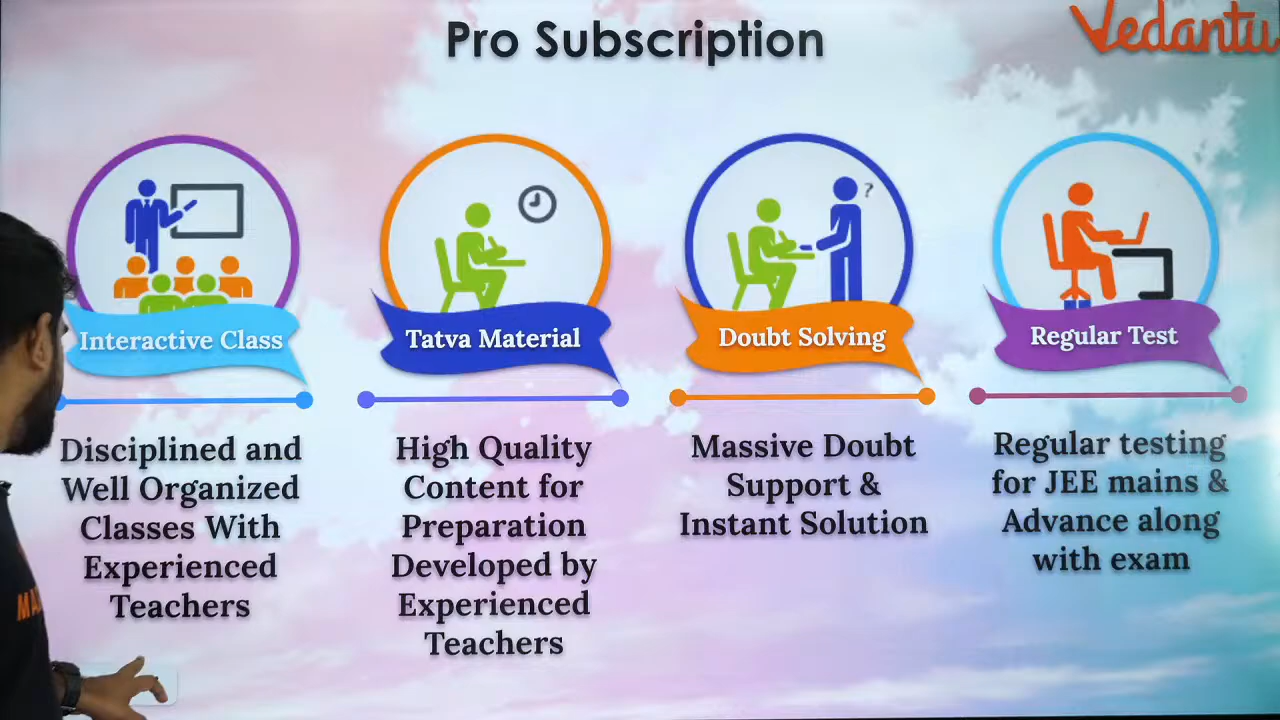 Pro Subscription
Vedantu
Interactive Class
Disciplined and
Well Organized
Classes With
Experienced
Teachers
Tatva Material
High Quality
Content for
Preparation
Developed by
Experienced
Teachers
Doubt Solving
?
Massive Doubt
Support &
Instant Solution
Regular Test
Regular testing
for JEE mains &
Advance along
with exam